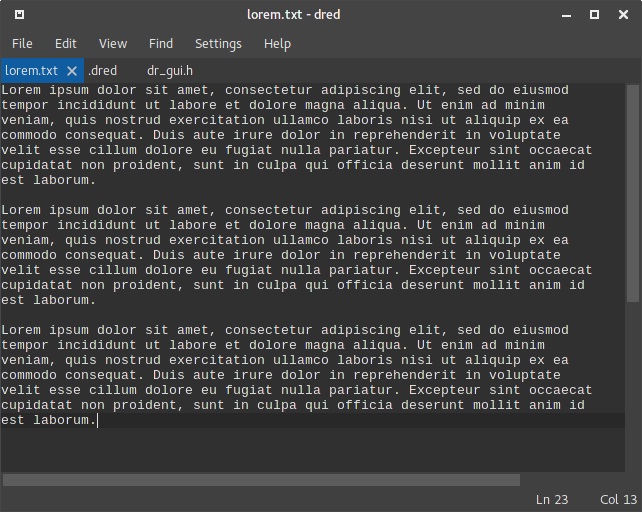 lorem.txt - dred
File Edit View Find Settings Help
lorem.txt .dred dr_gui.h
Lorem ipsum dolor sit amet, consectetur adipiscing elit, sed do eiusmod
tempor incididunt ut labore et dolore magna aliqua. Ut enim ad minim
veniam, quis nostrud exercitation ullamco laboris nisi ut aliquip ex ea
commodo consequat. Duis aute irure dolor in reprehenderit in voluptate
velit esse cillum dolore eu fugiat nulla pariatur. Excepteur sint occaecat
cupidatat non proident, sunt in culpa qui officia deserunt mollit anim id
est laborum.

Lorem ipsum dolor sit amet, consectetur adipiscing elit, sed do eiusmod
tempor incididunt ut labore et dolore magna aliqua. Ut enim ad minim
veniam, quis nostrud exercitation ullamco laboris nisi ut aliquip ex ea
commodo consequat. Duis aute irure dolor in reprehenderit in voluptate
velit esse cillum dolore eu fugiat nulla pariatur. Excepteur sint occaecat
cupidatat non proident, sunt in culpa qui officia deserunt mollit anim id
est laborum.

Lorem ipsum dolor sit amet, consectetur adipiscing elit, sed do eiusmod
tempor incididunt ut labore et dolore magna aliqua. Ut enim ad minim
veniam, quis nostrud exercitation ullamco laboris nisi ut aliquip ex ea
commodo consequat. Duis aute irure dolor in reprehenderit in voluptate
velit esse cillum dolore eu fugiat nulla pariatur. Excepteur sint occaecat
cupidatat non proident, sunt in culpa qui officia deserunt mollit anim id
est laborum.
Ln 23 Col 13